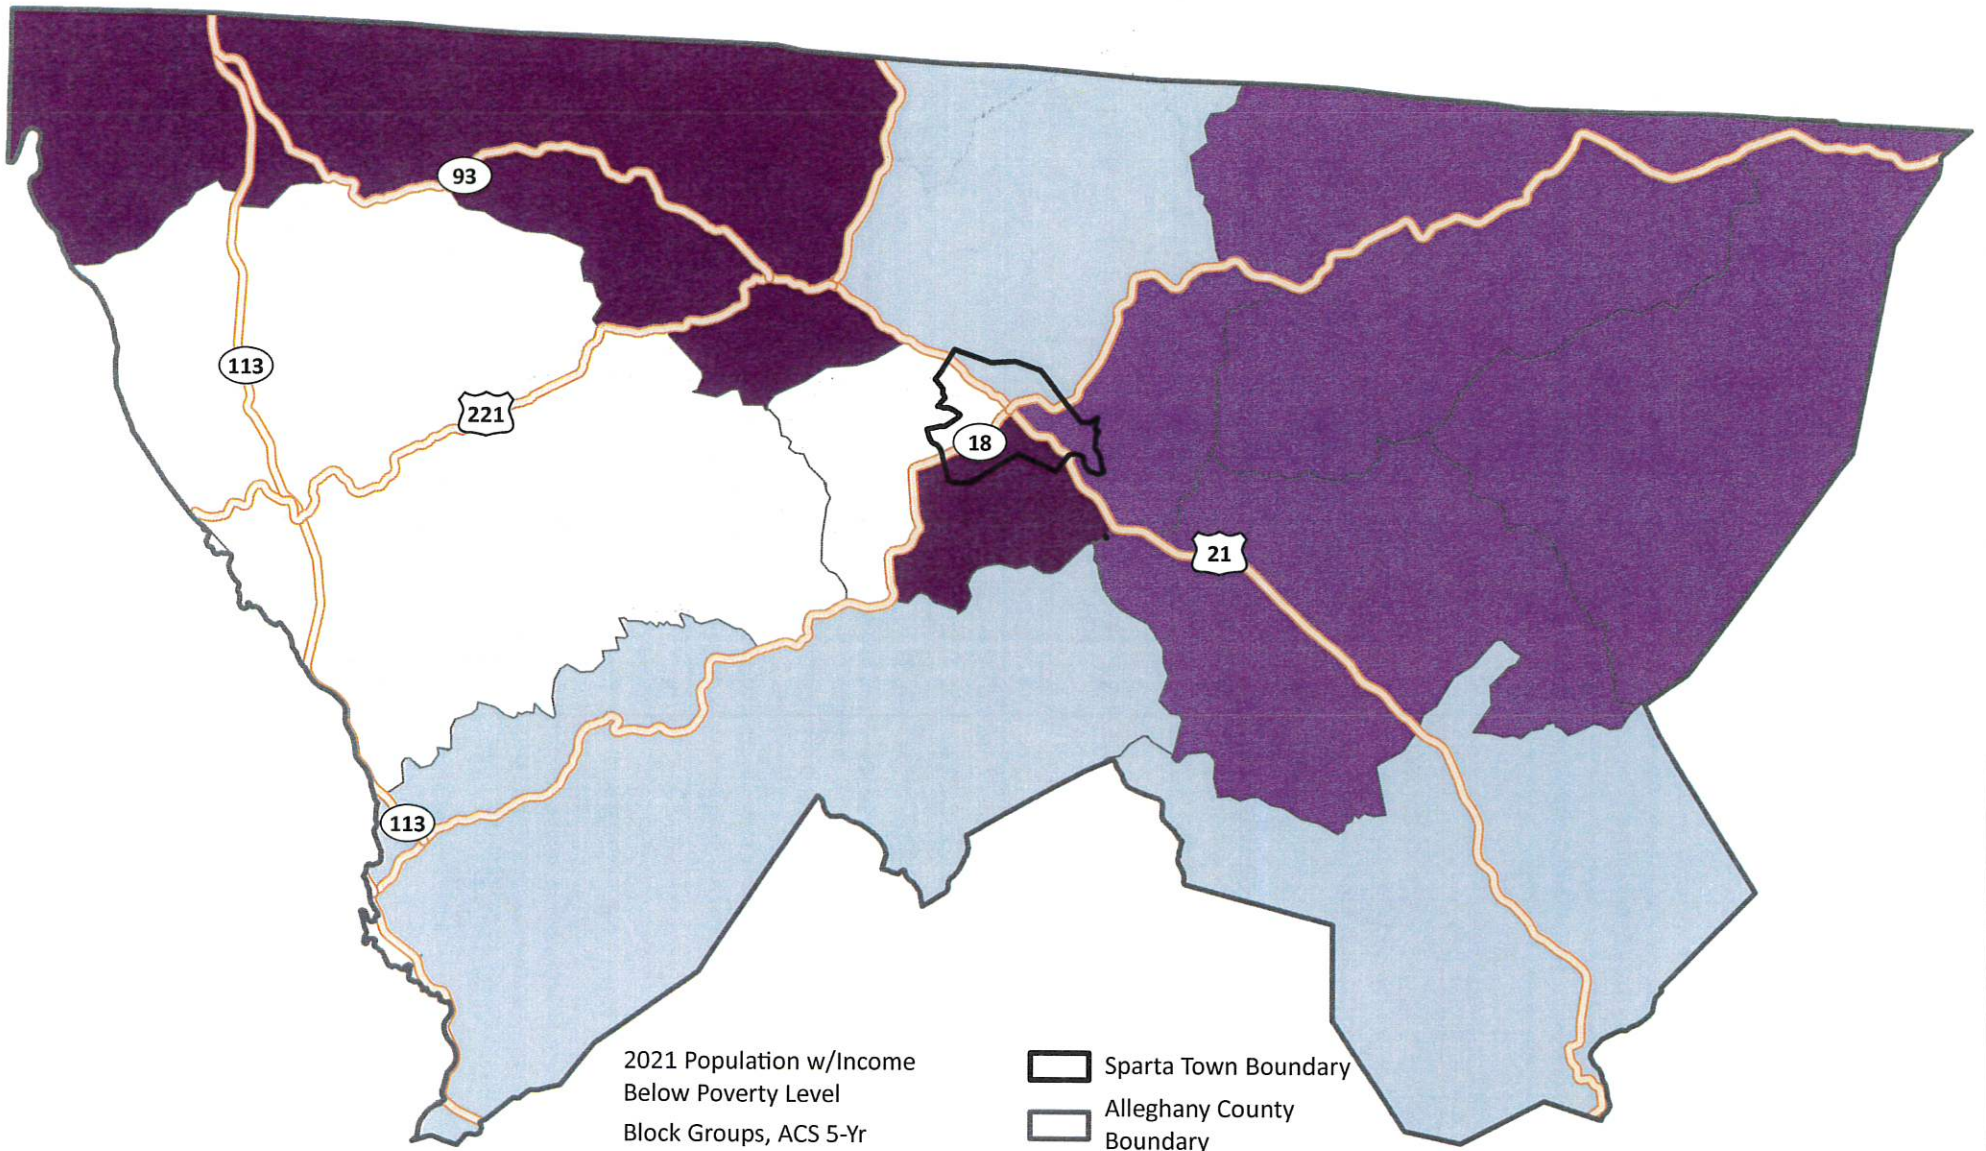 93
113
221
18
21
113
2021 Population w/Income
Below Poverty Level
Block Groups, ACS 5-Yr
Sparta Town Boundary
Alleghany County
Boundary